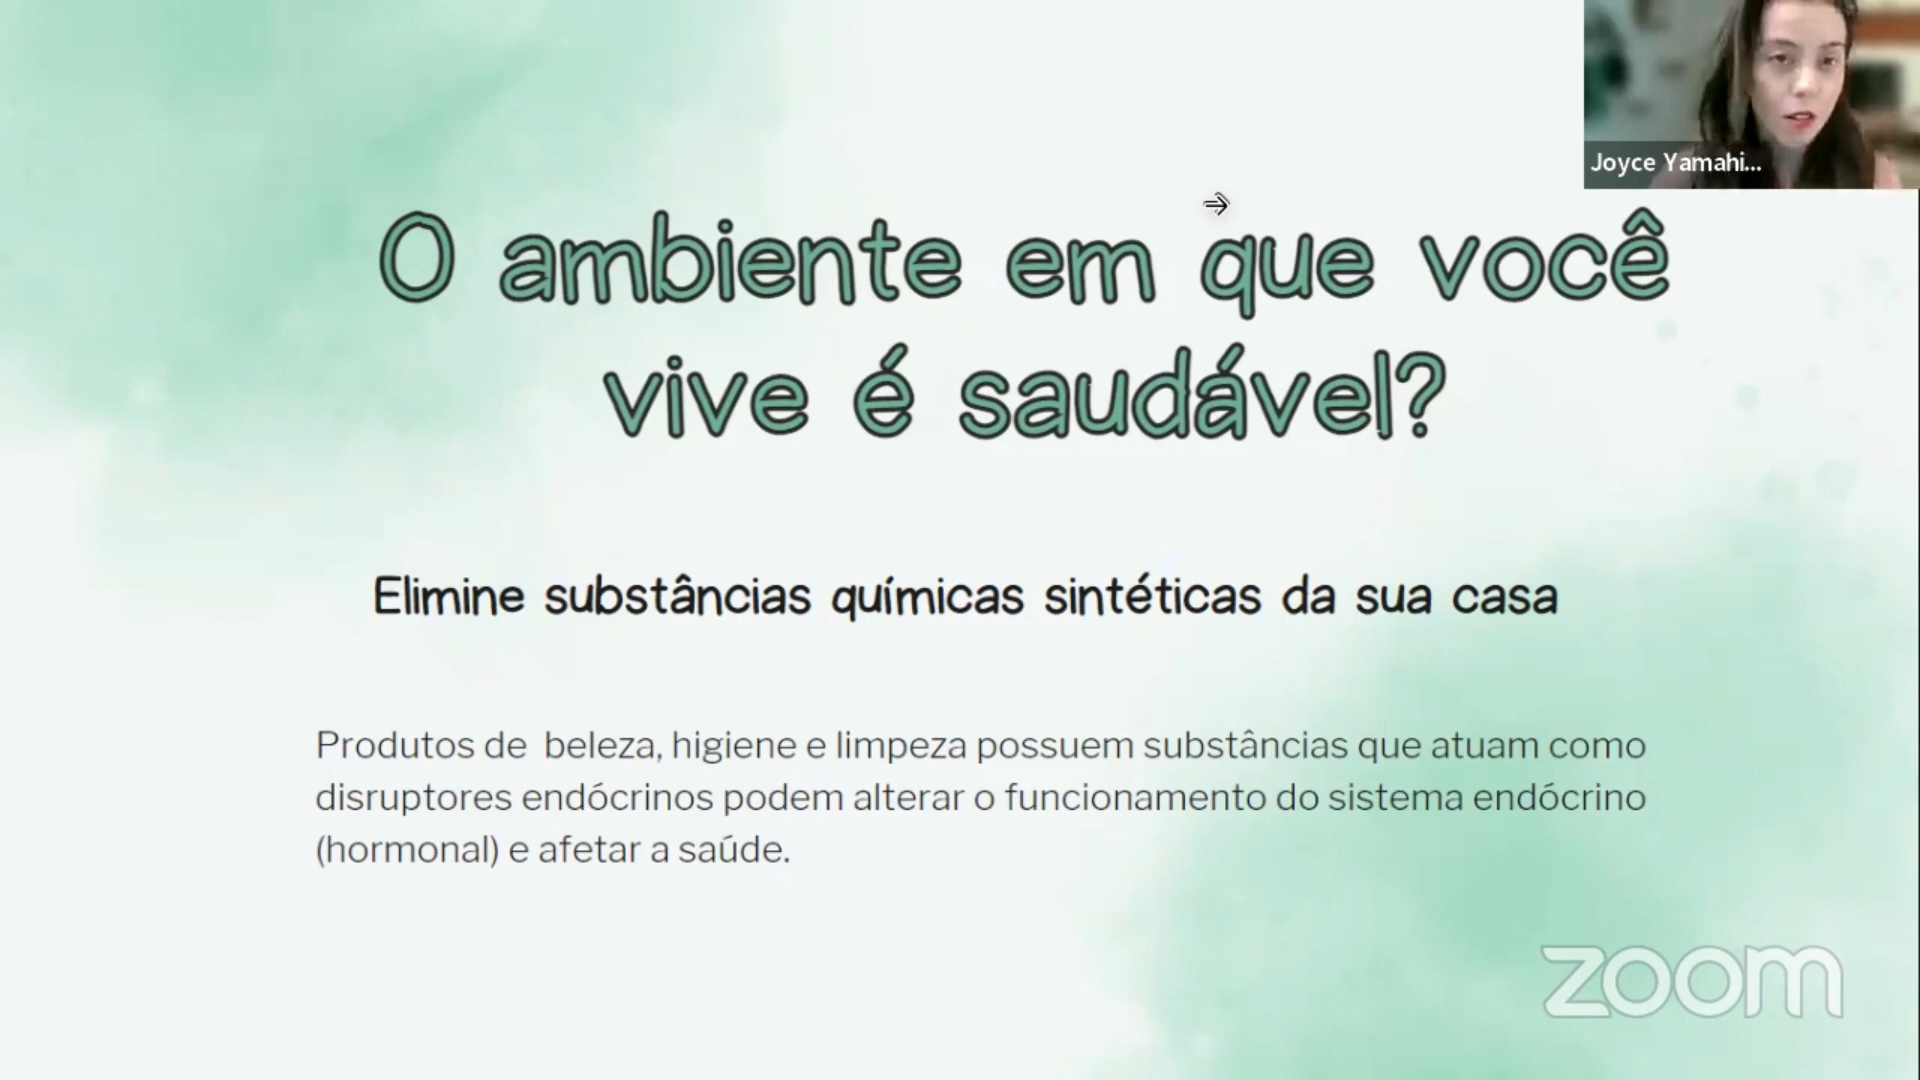 Joyce Yamahi...
O ambiente em que você
vive é saudável?
Elimine substâncias químicas sintéticas da sua casa
Produtos de beleza, higiene e limpeza possuem substâncias que atuam como
disruptores endócrinos podem alterar o funcionamento do sistema endócrino
(hormonal) e afetar a saúde.
zoom